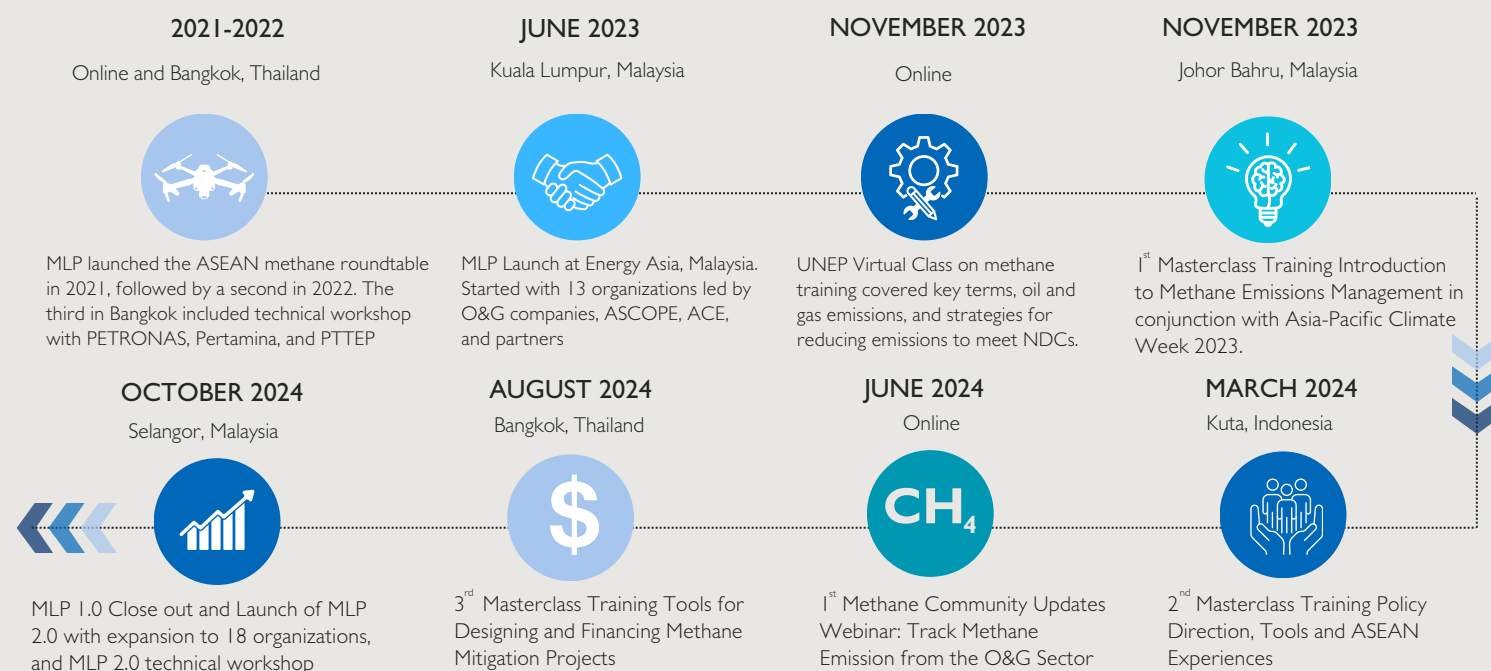 2021-2022
Online and Bangkok, Thailand
MLP launched the ASEAN methane roundtable
in 2021, followed by a second in 2022. The
third in Bangkok included technical workshop
with PETRONAS, Pertamina, and PTTEP
JUNE 2023
Kuala Lumpur, Malaysia
MLP Launch at Energy Asia, Malaysia.
Started with 13 organizations led by
O&G companies, ASCOPE, ACE,
and partners
NOVEMBER 2023
Online
UNEP Virtual Class on methane
training covered key terms, oil and
gas emissions, and strategies for
reducing emissions to meet NDCs.
NOVEMBER 2023
Johor Bahru, Malaysia
1st Masterclass Training Introduction
to Methane Emissions Management in
conjunction with Asia-Pacific Climate
Week 2023.
MARCH 2024
Kuta, Indonesia
2nd Masterclass Training Policy
Direction, Tools and ASEAN
Experiences
JUNE 2024
Online
CH4
1st Methane Community Updates
Webinar: Track Methane
Emission from the O&G Sector
AUGUST 2024
Bangkok, Thailand
$
3rd Masterclass Training Tools for
Designing and Financing Methane
Mitigation Projects
OCTOBER 2024
Selangor, Malaysia
MLP 1.0 Close out and Launch of MLP
2.0 with expansion to 18 organizations,
and MLP 2.0 technical workshop